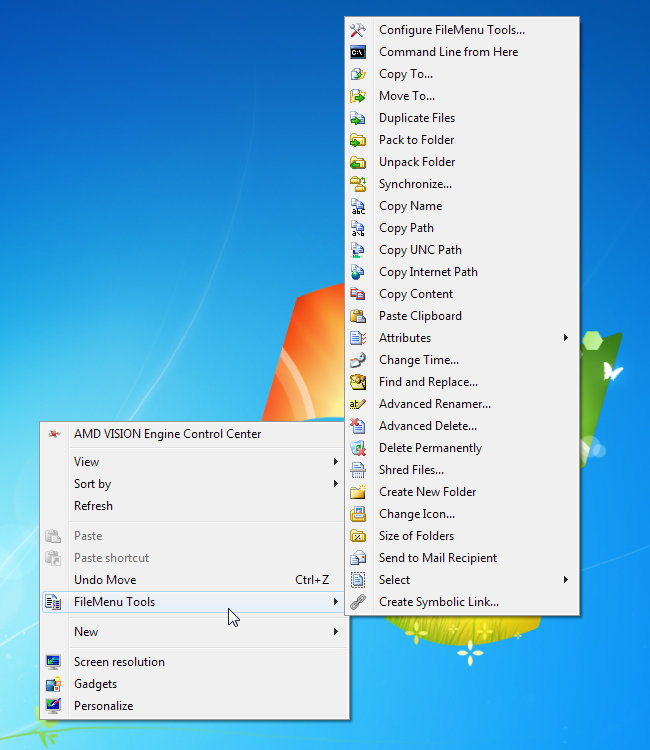 Configure FileMenu Tools...
C:\
Command Line from Here
Copy To...
Move To...
Duplicate Files
Pack to Folder
Unpack Folder
Synchronize...
Copy Name
Copy Path
Copy UNC Path
Copy Internet Path
Copy Content
Paste Clipboard
Attributes
Change Time...
Find and Replace...
Advanced Renamer...
Advanced Delete...
Delete Permanently
Shred Files...
Create New Folder
Change Icon...
Size of Folders
Send to Mail Recipient
Select
Create Symbolic Link...
AMD VISION Engine Control Center
View
Sort by
Refresh
Paste
Paste shortcut
Undo Move Ctrl+Z
FileMenu Tools
New
Screen resolution
Gadgets
Personalize